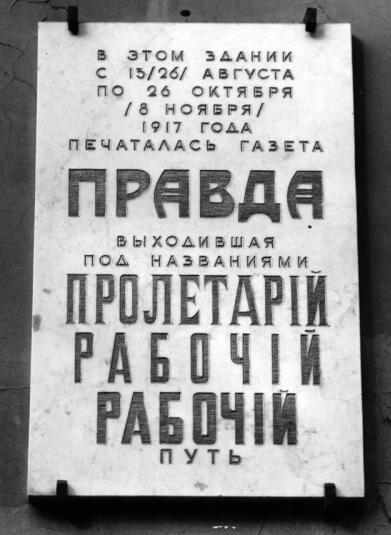 В ЭТОМ ЗДАНИИ
С 13/26/ АВГУСТА
ПО 26 ОКТЯБРЯ
/8 НОЯБРЯ/
1917 ГОДА
ПЕЧАТАЛАСЬ ГАЗЕТА
ПРАВДА
ВЫХОДИВШАЯ
ПОД НАЗВАНИЯМИ
ПРОЛЕТАРІЙ
РАБОЧІЙ
РАБОЧІЙ
ПУТЬ